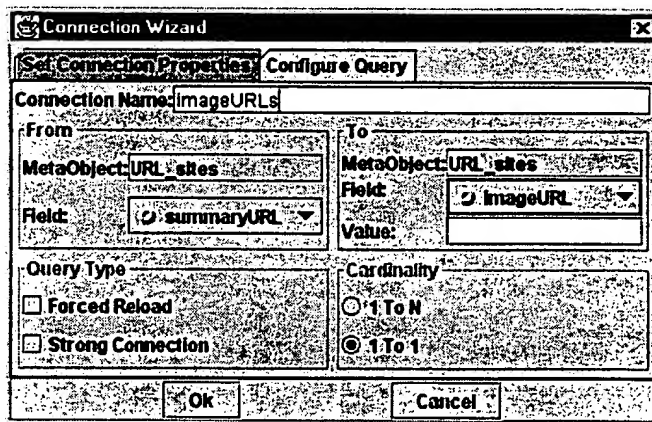 Connection Wizard
Set Connection Properties Configure Query
Connection Name: imageURLs
From
MetaObject: URL_sites
Field: summaryURL
To
MetaObject: URL_sites
Field: imageURL
Value:
Query Type
Forced Reload
Strong Connection
Cardinality
1 To N
1 To 1
Ok Cancel